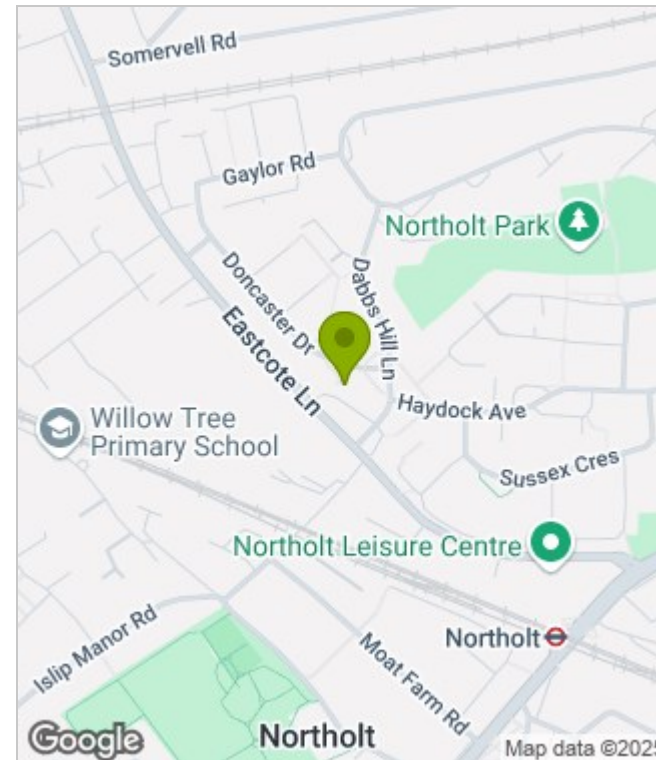 Somervell Rd
Gaylor Rd
Northolt Park
Doncaster Dr
Dabbs Hill Ln
Eastcote Ln
Haydock Ave
Willow Tree
Primary School
Sussex Cres
Northolt Leisure Centre
Islip Manor Rd
Moat Farm Rd
Northolt
Northolt
Google
Map data ©2025